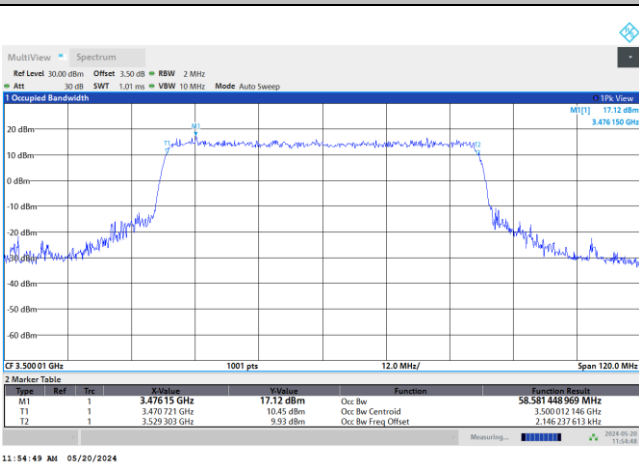 MultiView Spectrum
Ref Level 30.00 dBm Offset 3.50 dB RBW 2 MHz
Att 30 dB SWT 1.01 ms VBW 10 MHz Mode Auto Sweep
1 Occupied Bandwidth 1Pk View
M1[1] 17.12 dBm
3.476 150 GHz
M1
20 dBm
T1 T2
10 dBm
0 dBm
-10 dBm
-20 dBm
-30 dBm
-40 dBm
-50 dBm
-60 dBm
CF 3.500 01 GHz 1001 pts 12.0 MHz/ Span 120.0 MHz
2 Marker Table
Type Ref Trc X-Value Y-Value Function Function Result
M1 1 3.476 15 GHz 17.12 dBm Occ Bw 58.581 448 969 MHz
T1 1 3.470 721 GHz 10.45 dBm Occ Bw Centroid 3.500 012 146 GHz
T2 1 3.529 303 GHz 9.93 dBm Occ Bw Freq Offset 2.146 237 613 kHz
Measuring... 2024-05-20
11:54:48
11:54:49 AM 05/20/2024